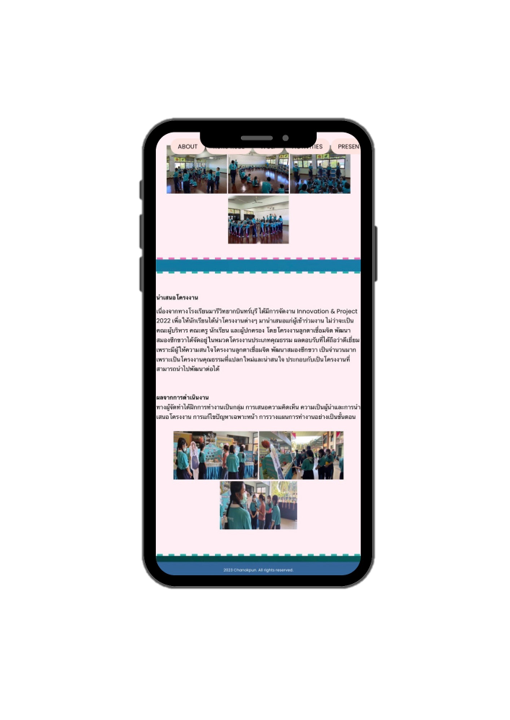 ABOUT
TIES
PRESEN
นำเสนอโครงงาน
เนื่องจากทางโรงเรียนมารีวิทยากบินทร์บุรี ได้มีการจัดงาน Innovation & Project
2022 เพื่อให้นักเรียนได้นำโครงงานต่างๆ มานำเสนอแก่ผู้เข้าร่วมงาน ไม่ว่าจะเป็น
คณะผู้บริหาร คณะครู นักเรียน และผู้ปกครอง โดยโครงงานลูกตาเชื่อมจิต พัฒนา
สมองซีกขวาได้จัดอยู่ในหมวดโครงงานประเภทคุณธรรม ผลตอบรับที่ได้ถือว่าดีเยี่ยม
เพราะมีผู้ให้ความสนใจโครงงานลูกตาเชื่อมจิต พัฒนาสมองซีกขวา เป็นจำนวนมาก
เพราะเป็นโครงงานคุณธรรมที่แปลกใหม่และน่าสนใจ ประกอบกับเป็นโครงงานที่
สามารถนำไปพัฒนาต่อได้
ผลจากการดำเนินงาน
ทางผู้จัดทำได้ฝึกการทำงานเป็นกลุ่ม การเสนอความคิดเห็น ความเป็นผู้นำและการนำ
เสนอโครงงาน การแก้ไขปัญหาเฉพาะหน้า การวางแผนการทำงานอย่างเป็นขั้นตอน
2023 Chanakpun. All rights reserved.